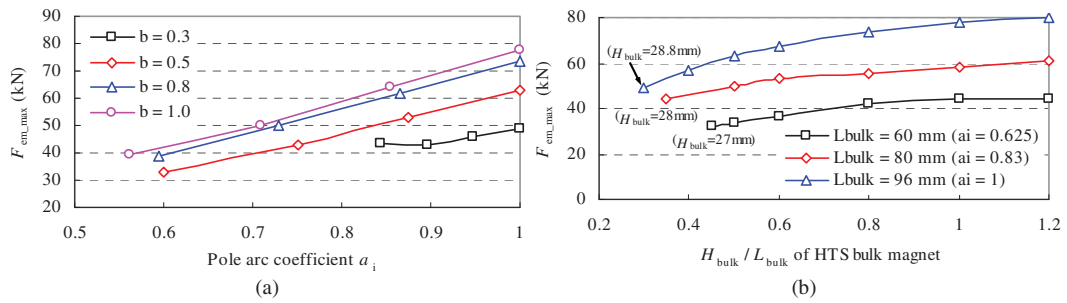 (a)
90
80
70
60
50
40
30
20
F em_max (kN)
b = 0.3
b = 0.5
b = 0.8
b = 1.0
0.5 0.6 0.7 0.8 0.9 1
Pole arc coefficient a i
(a)
80
60
40
20
0
F em_max (kN)
(H bulk=28.8mm)
(H bulk=28mm)
(H bulk=27mm)
Lbulk = 60 mm (ai = 0.625)
Lbulk = 80 mm (ai = 0.83)
Lbulk = 96 mm (ai = 1)
0.2 0.4 0.6 0.8 1.0 1.2
H bulk / L bulk of HTS bulk magnet
(b)